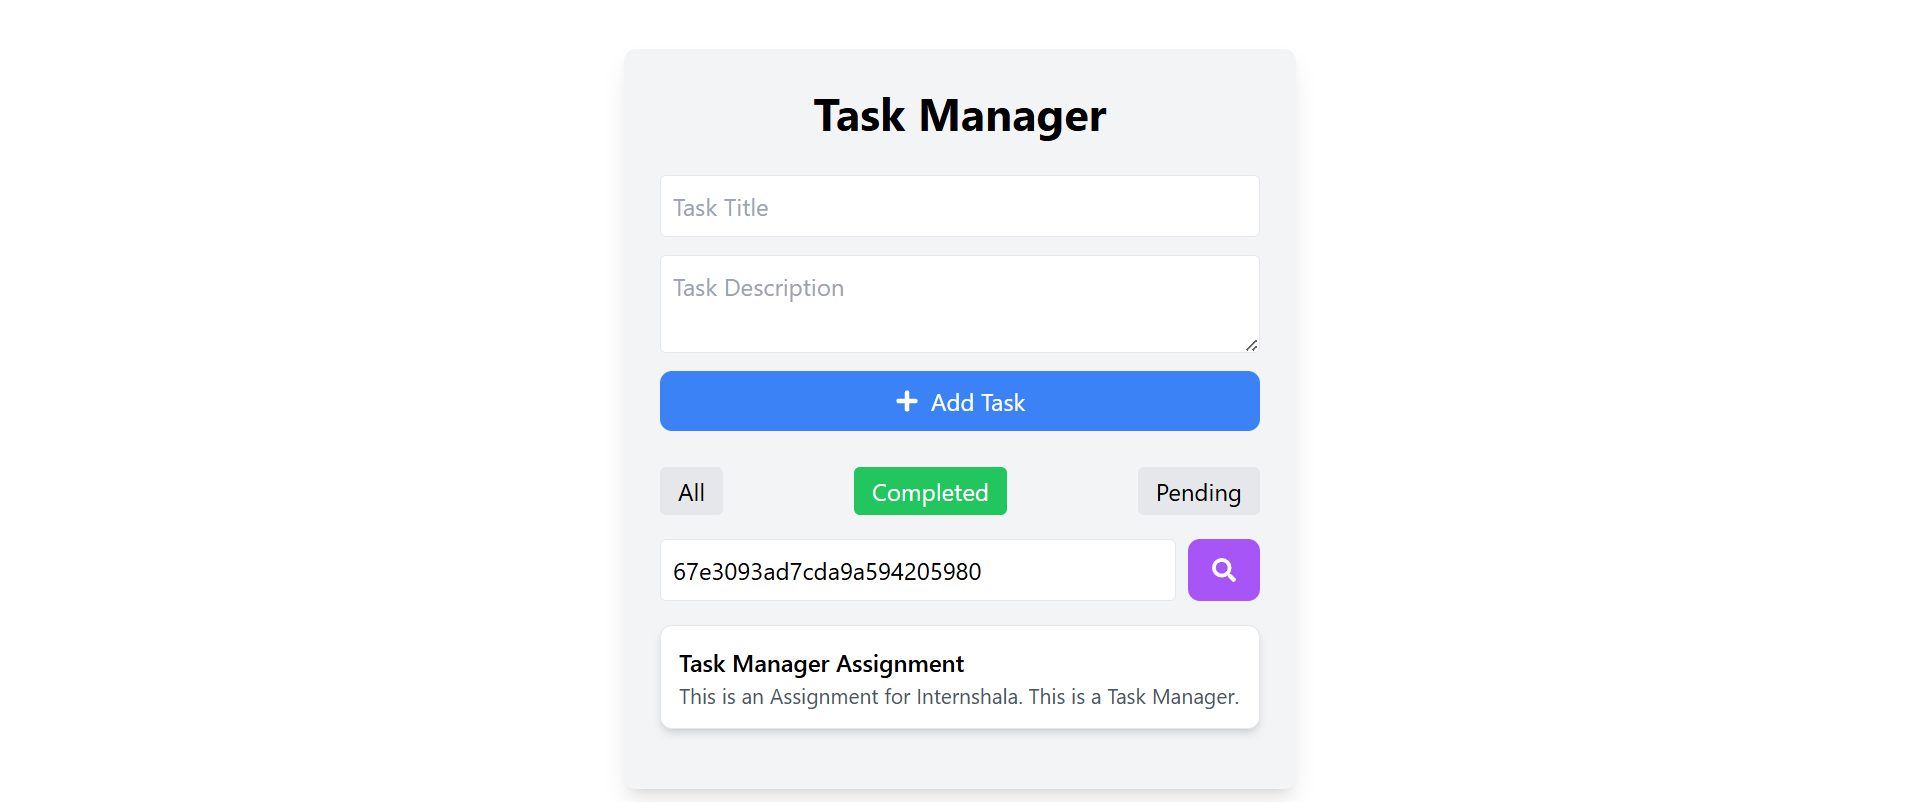 Task Manager
Task Title
Task Description
Add Task
All
Completed
Pending
67e3093ad7cda9a594205980
Task Manager Assignment
This is an Assignment for Internshala. This is a Task Manager.